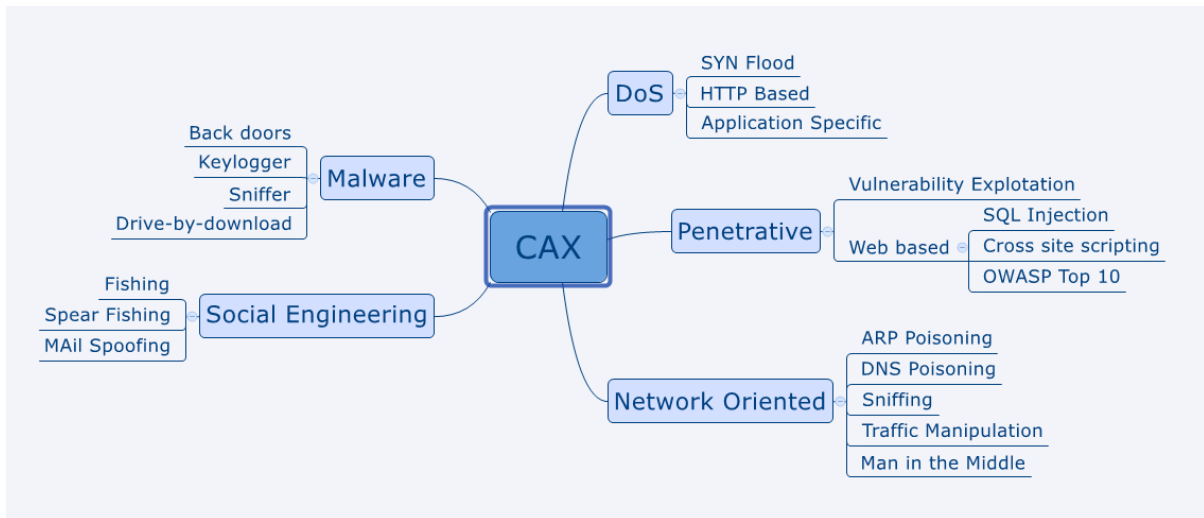 CAX
DoS
SYN Flood
HTTP Based
Application Specific
Penetrative
Vulnerability Explotation
Web based
SQL Injection
Cross site scripting
OWASP Top 10
Network Oriented
ARP Poisoning
DNS Poisoning
Sniffing
Traffic Manipulation
Man in the Middle
Malware
Back doors
Keylogger
Sniffer
Drive-by-download
Social Engineering
Fishing
Spear Fishing
MAil Spoofing